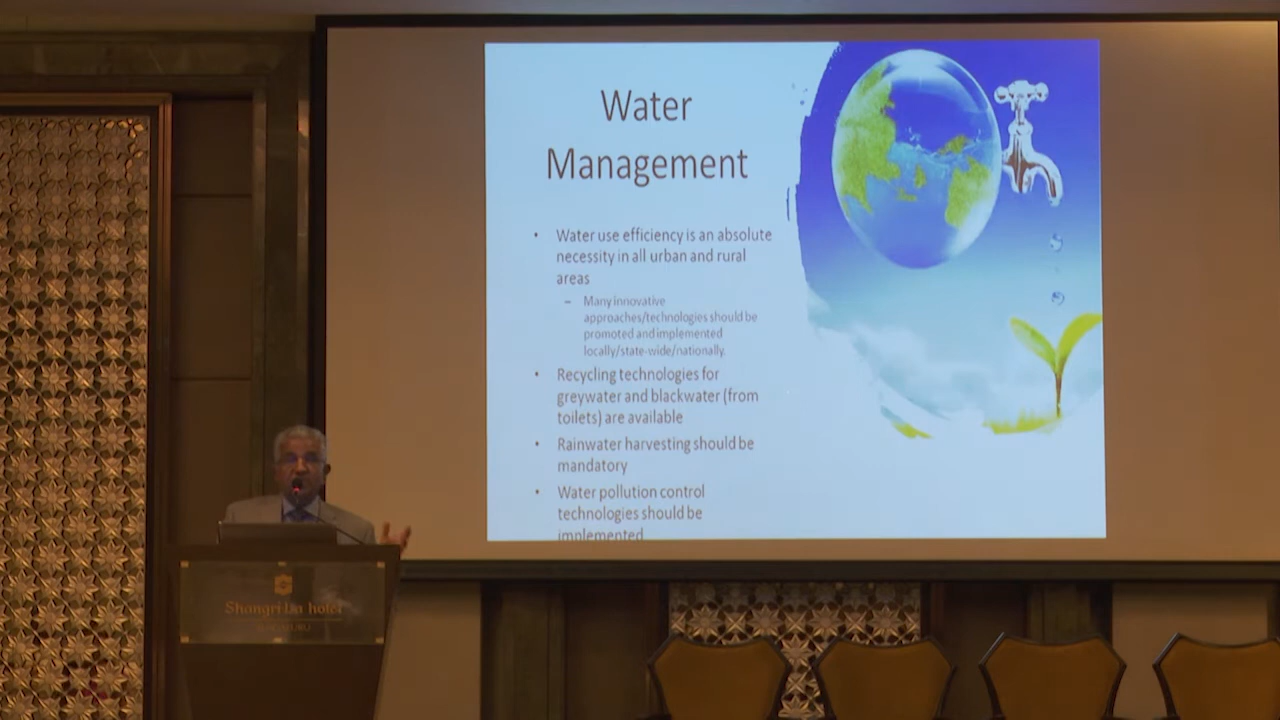 Water
Management
• Water use efficiency is an absolute
necessity in all urban and rural
areas
– Many innovative
approaches/technologies should be
promoted and implemented
locally/state-wide/nationally.
• Recycling technologies for
greywater and blackwater (from
toilets) are available
• Rainwater harvesting should be
mandatory
• Water pollution control
technologies should be
implemented
Shangri-La hotel